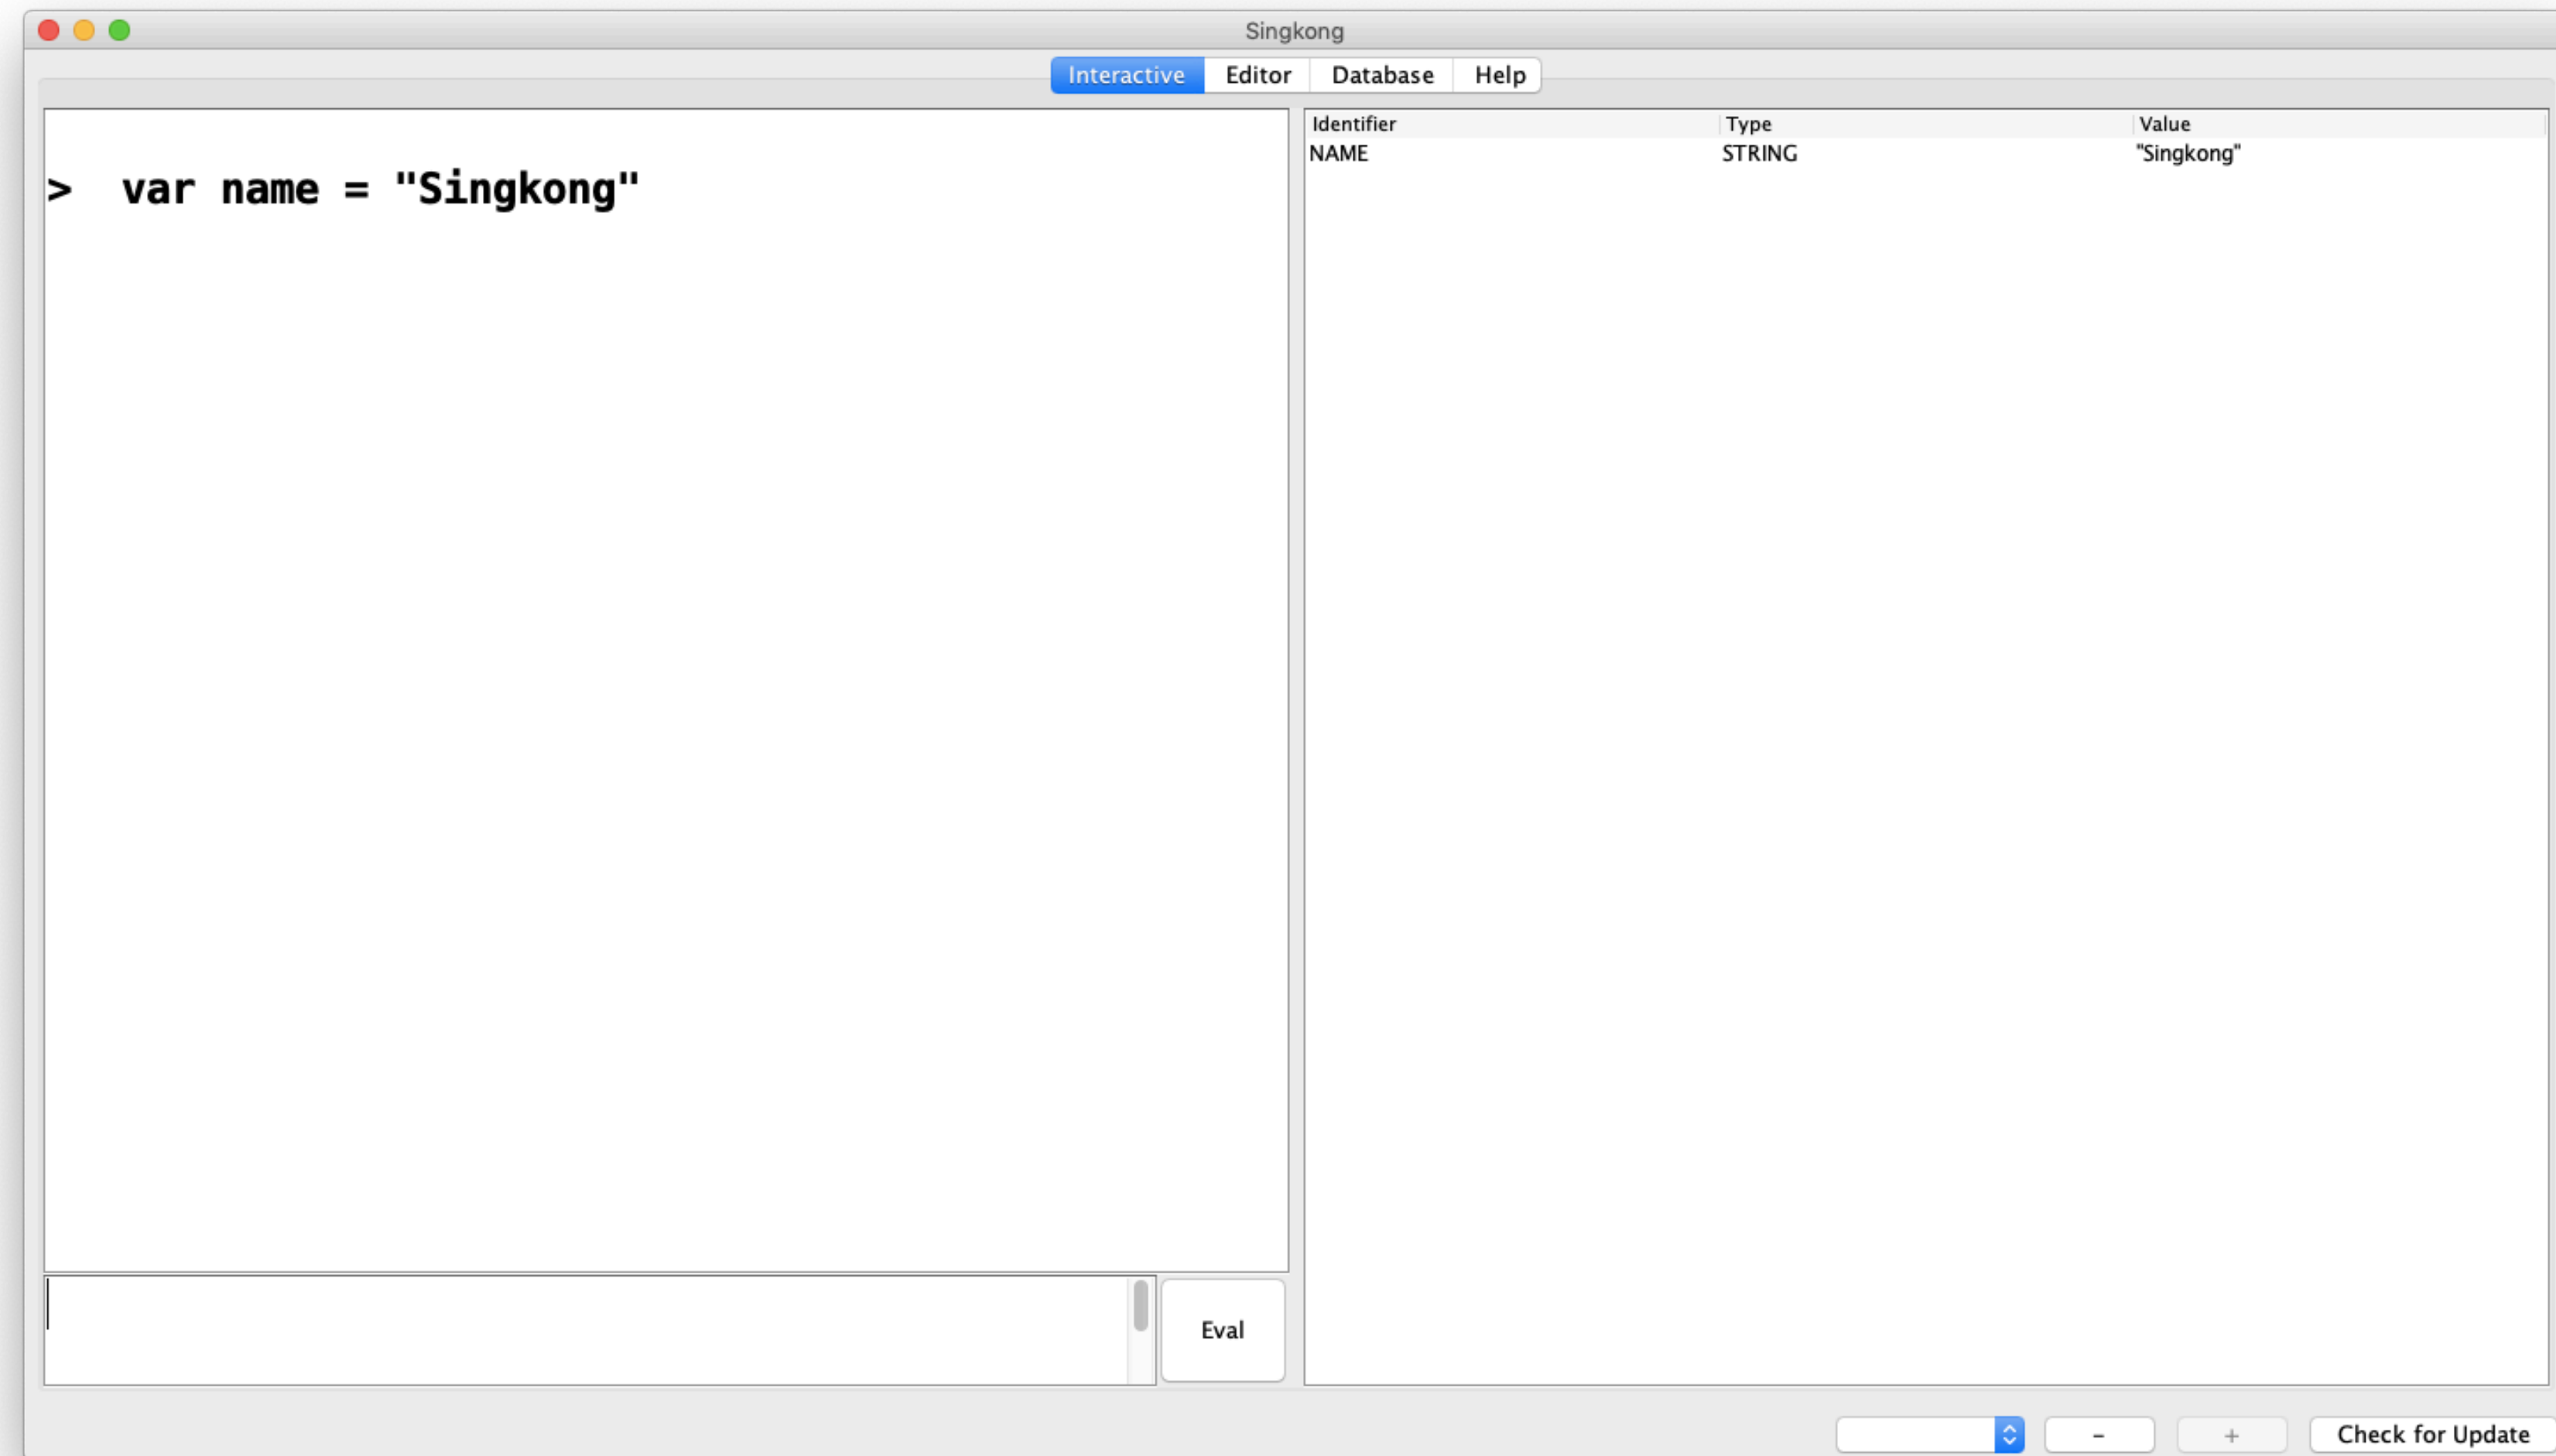 Singkong
Interactive Editor Database Help
> var name = "Singkong"
Identifier Type Value
NAME STRING "Singkong"
Eval
- + Check for Update